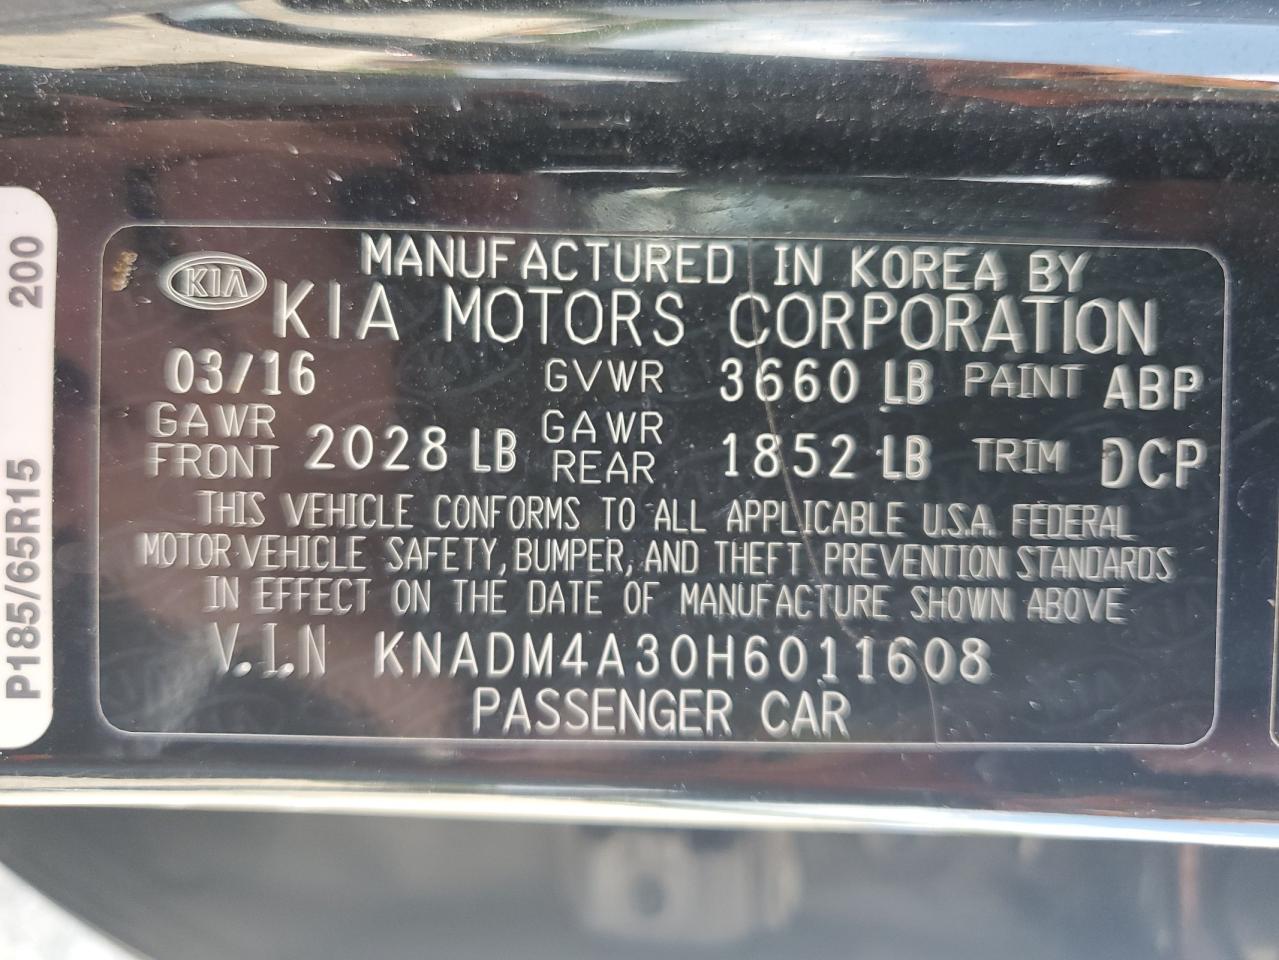 KIA
MANUFACTURED IN KOREA BY
KIA MOTORS CORPORATION
03/16 GVWR 3660 LB PAINT ABP
GAWR FRONT 2028 LB GAWR REAR 1852 LB TRIM DCP
THIS VEHICLE CONFORMS TO ALL APPLICABLE U.S.A. FEDERAL
MOTOR VEHICLE SAFETY, BUMPER, AND THEFT PREVENTION STANDARDS
IN EFFECT ON THE DATE OF MANUFACTURE SHOWN ABOVE
V.I.N KNADM4A30H6011608
PASSENGER CAR
P185/65R15 200